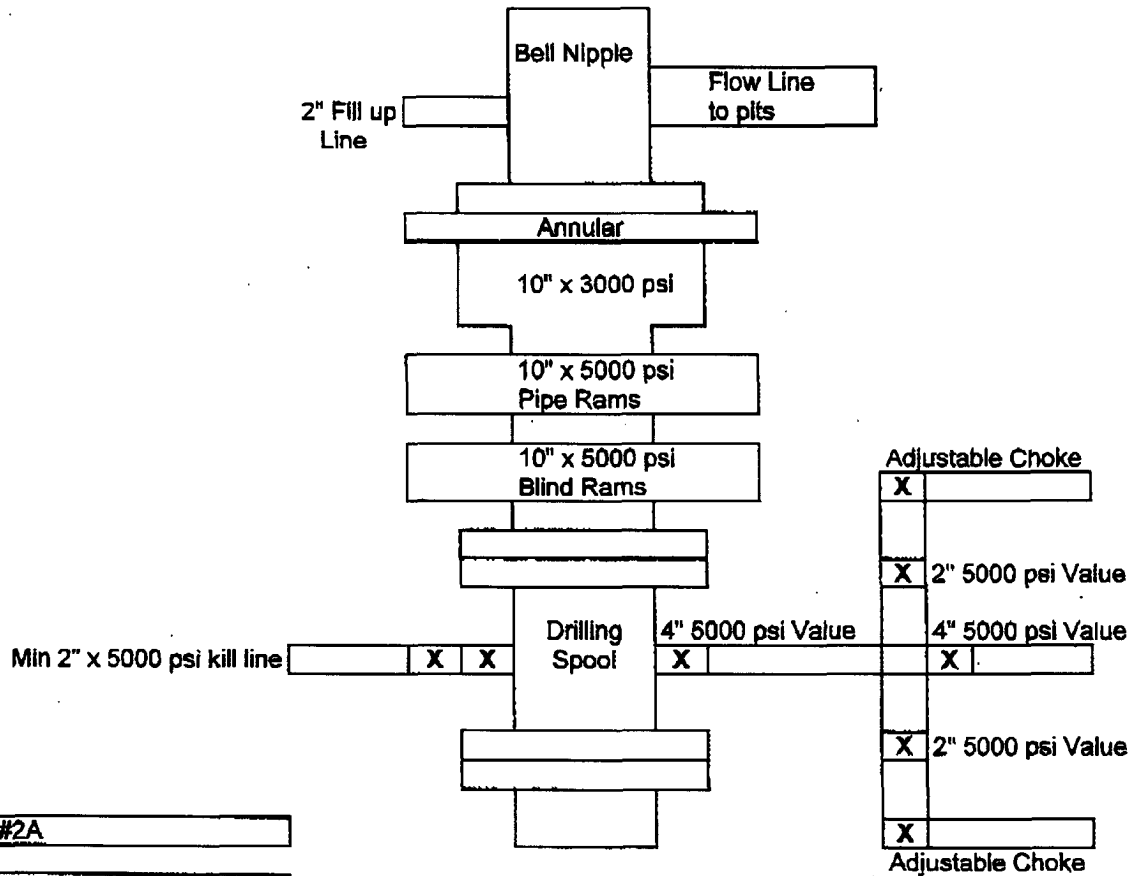 Bell Nipple
Flow Line
to pits
2" Fill up
Line
Annular
10" x 3000 psi
10" x 5000 psi
Pipe Rams
10" x 5000 psi
Blind Rams
Adjustable Choke
X
X 2" 5000 psi Value
Drilling
Spool
4" 5000 psi Value
4" 5000 psi Value
Min 2" x 5000 psi kill line
X X
X
X
X 2" 5000 psi Value
#2A
X
Adjustable Choke